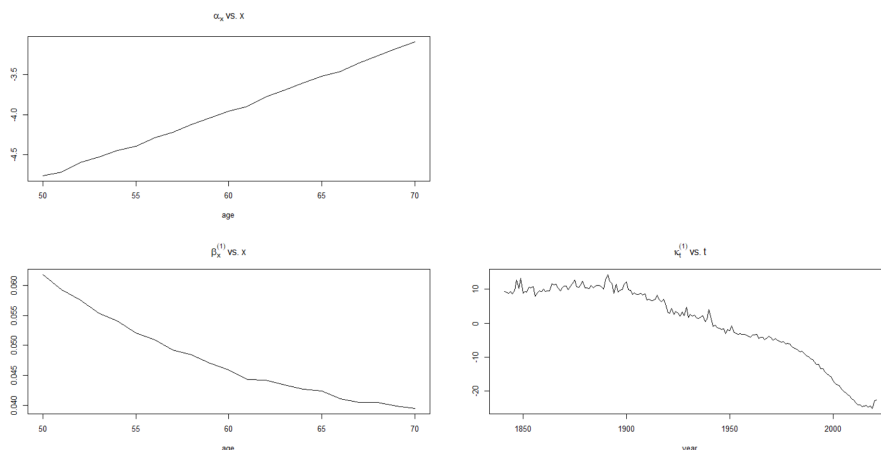 αx vs. x
-3.5
-4.0
-4.5
50 55 60 65 70
age
βx(1) vs. x
0.060
0.055
0.050
0.045
0.040
50 55 60 65 70
age
κt(1) vs. t
10
0
-10
-20
1850 1900 1950 2000
year